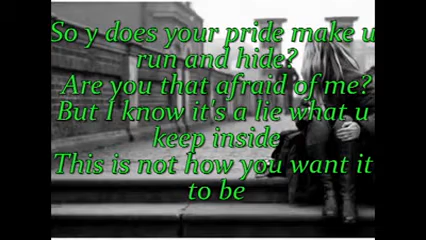 So y does your pride make u
run and hide?
Are you that afraid of me?
But I know it's a lie what u
keep inside
This is not how you want it
to be